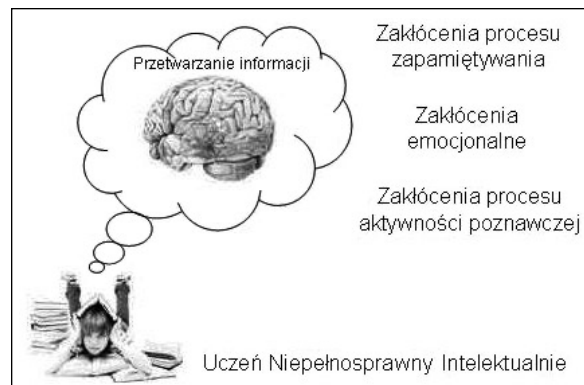 Przetwarzanie informacji
Zakłócenia procesu
zapamiętywania
Zakłócenia
emocjonalne
Zakłócenia procesu
aktywności poznawczej
Uczeń Niepełnosprawny Intelektualnie